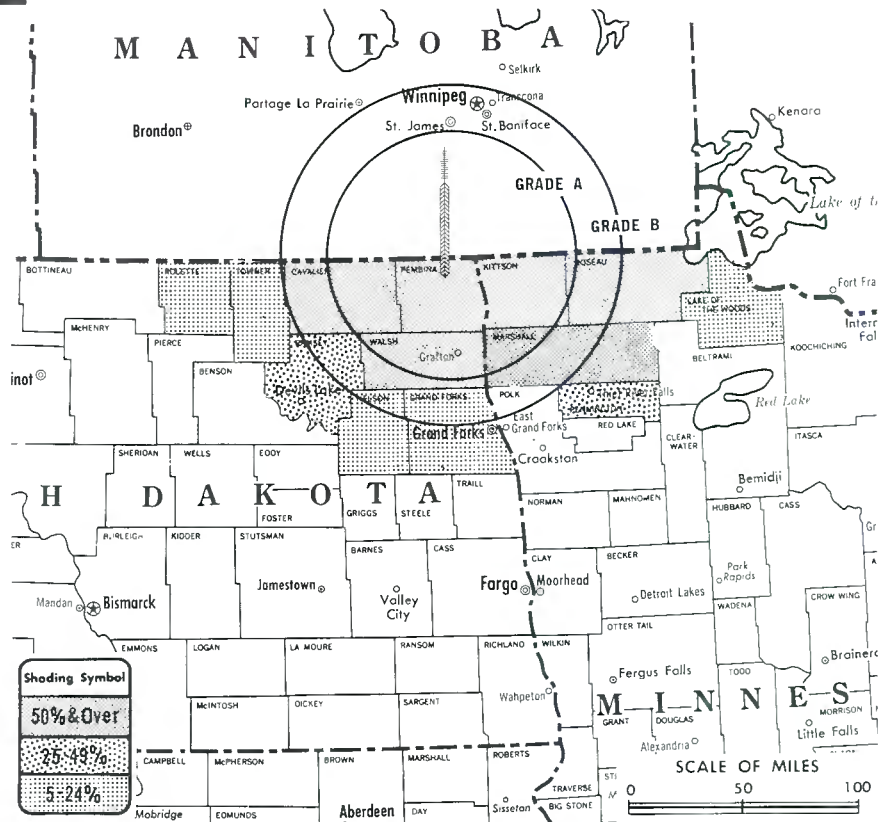 M A N I T O B A
Selkirk
Winnipeg
Transcona
Portage La Prairie
St. James
St. Boniface
Brandon
Kenora
GRADE A
GRADE B
Lake of t
BOTTINEAU
ROLETTE
TOWNER
CAVALIER
PEMBINA
KITTSON
ROSEAU
LAKE OF THE WOODS
Fort Fra
Intern
Fal
McHENRY
PIERCE
BENSON
RAMSEY
WALSH
Grafton
MARSHALL
BELTRAMI
KOOCHICHING
inot
Devils Lake
NELSON
GRAND FORKS
POLK
Thief River Falls
PENNINGTON
Red Lake
East
Grand Forks
Grand Forks
RED LAKE
Crookston
CLEAR-
WATER
ITASCA
SHERIDAN
WELLS
EDDY
Bemidji
H D A K O T A
FOSTER
GRIGGS
STEELE
TRAILL
NORMAN
MAHNOMEN
HUBBARD
CASS
Gr
ER
BURLEIGH
KIDDER
STUTSMAN
BARNES
CASS
CLAY
BECKER
Park
Rapids
Mandan
Bismarck
Jamestown
Valley
City
Fargo
Moorhead
Detroit Lakes
WADENA
CROW WING
A
EMMONS
LOGAN
LA MOURE
RANSOM
RICHLAND
WILKIN
OTTER TAIL
Brainerd
Fergus Falls
TODD
Shading Symbol
50% & Over
25-49%
5-24%
McINTOSH
DICKEY
SARGENT
Wahpeton
M I N N E S
GRANT
DOUGLAS
MORRISON
Little Falls
Alexandria
CAMPBELL
McPHERSON
BROWN
MARSHALL
ROBERTS
SCALE OF MILES
TRAVERSE
BIG STONE
0 50 100
Mobridge
EDMUNDS
Aberdeen
DAY
Sisseton